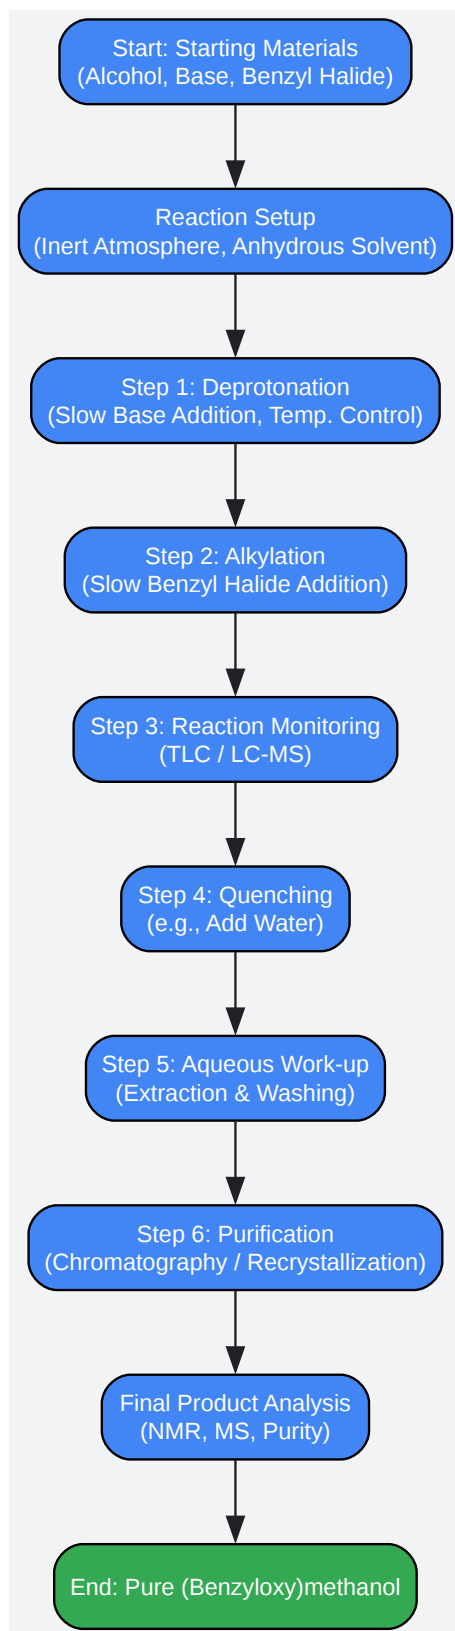 Start: Starting Materials
(Alcohol, Base, Benzyl Halide)
Reaction Setup
(Inert Atmosphere, Anhydrous Solvent)
Step 1: Deprotonation
(Slow Base Addition, Temp. Control)
Step 2: Alkylation
(Slow Benzyl Halide Addition)
Step 3: Reaction Monitoring
(TLC / LC-MS)
Step 4: Quenching
(e.g., Add Water)
Step 5: Aqueous Work-up
(Extraction & Washing)
Step 6: Purification
(Chromatography / Recrystallization)
Final Product Analysis
(NMR, MS, Purity)
End: Pure (Benzyloxy)methanol